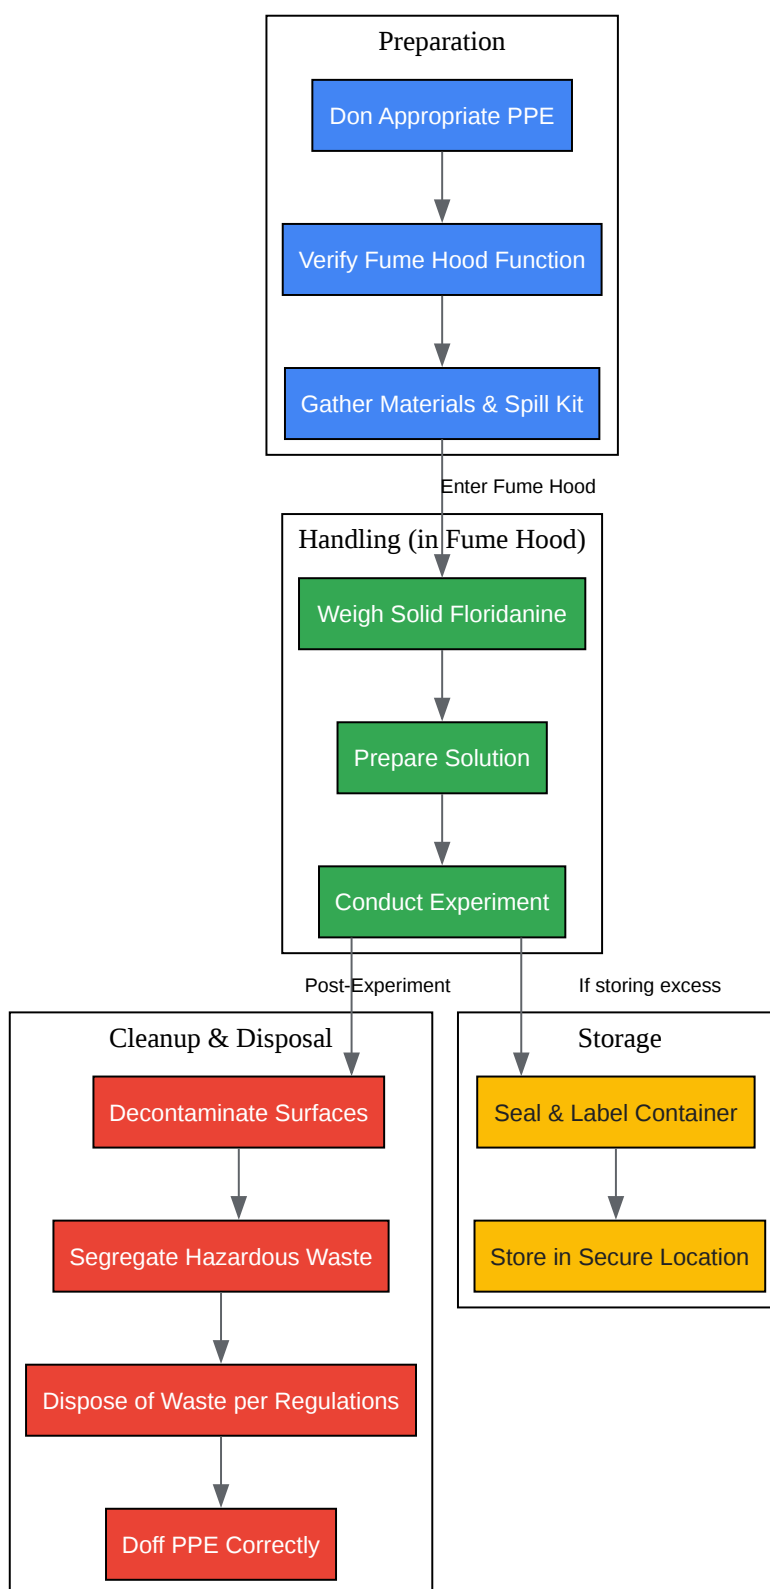 Preparation
Don Appropriate PPE
Verify Fume Hood Function
Gather Materials & Spill Kit
Enter Fume Hood
Handling (in Fume Hood)
Weigh Solid Floridanine
Prepare Solution
Conduct Experiment
Post-Experiment
If storing excess
Cleanup & Disposal
Decontaminate Surfaces
Segregate Hazardous Waste
Dispose of Waste per Regulations
Doff PPE Correctly
Storage
Seal & Label Container
Store in Secure Location